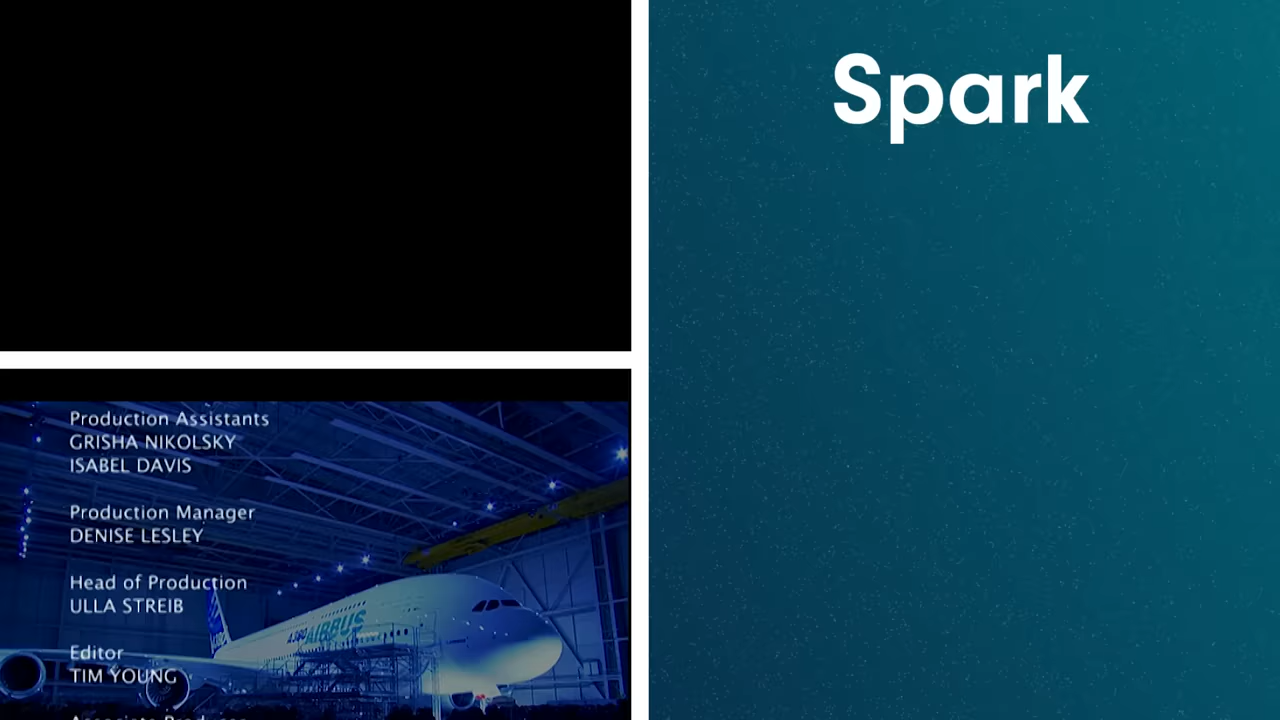 Spark
Production Assistants
GRISHA NIKOLSKY
ISABEL DAVIS
Production Manager
DENISE LESLEY
Head of Production
ULLA STREIB
Editor
TIM YOUNG
A380 AIRBUS